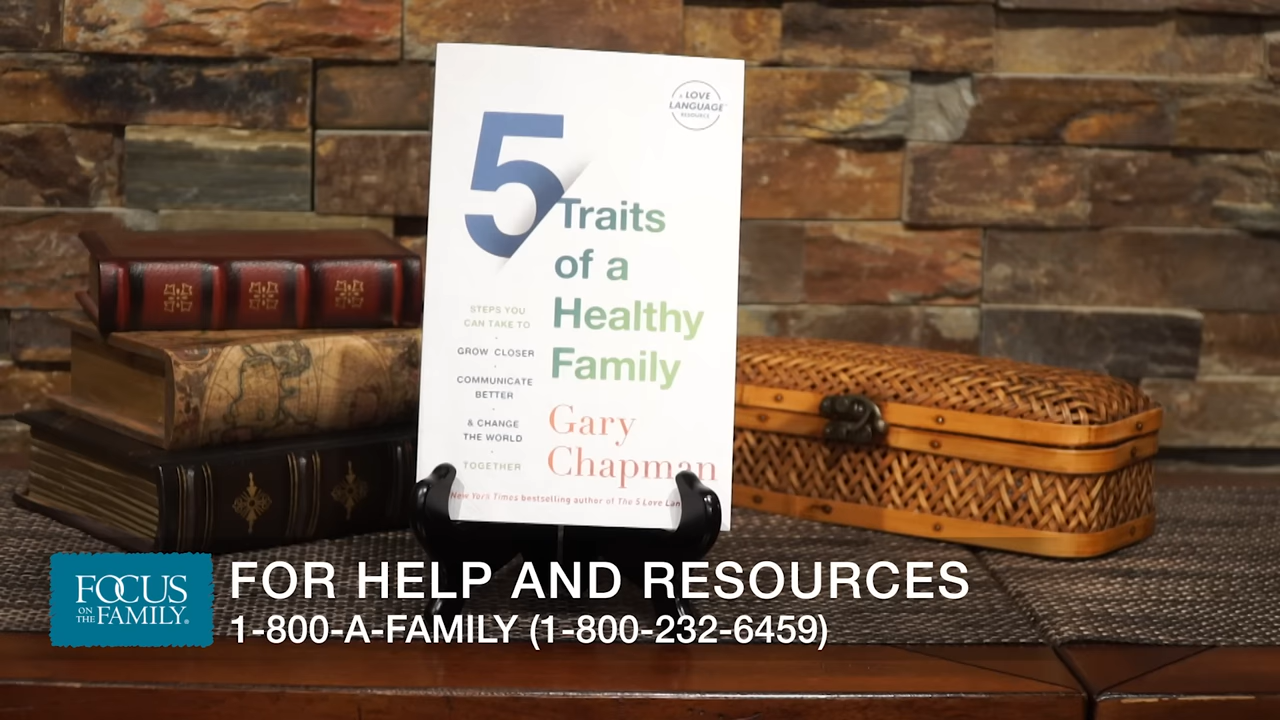 A LOVE
LANGUAGE
RESOURCE
5
Traits
of a
Healthy
Family
STEPS YOU
CAN TAKE TO
GROW CLOSER
COMMUNICATE
BETTER
& CHANGE
THE WORLD
TOGETHER
Gary
Chapman
New York Times bestselling author of The 5 Love Lan
FOCUS
ON THE FAMILY®
FOR HELP AND RESOURCES
1-800-A-FAMILY (1-800-232-6459)